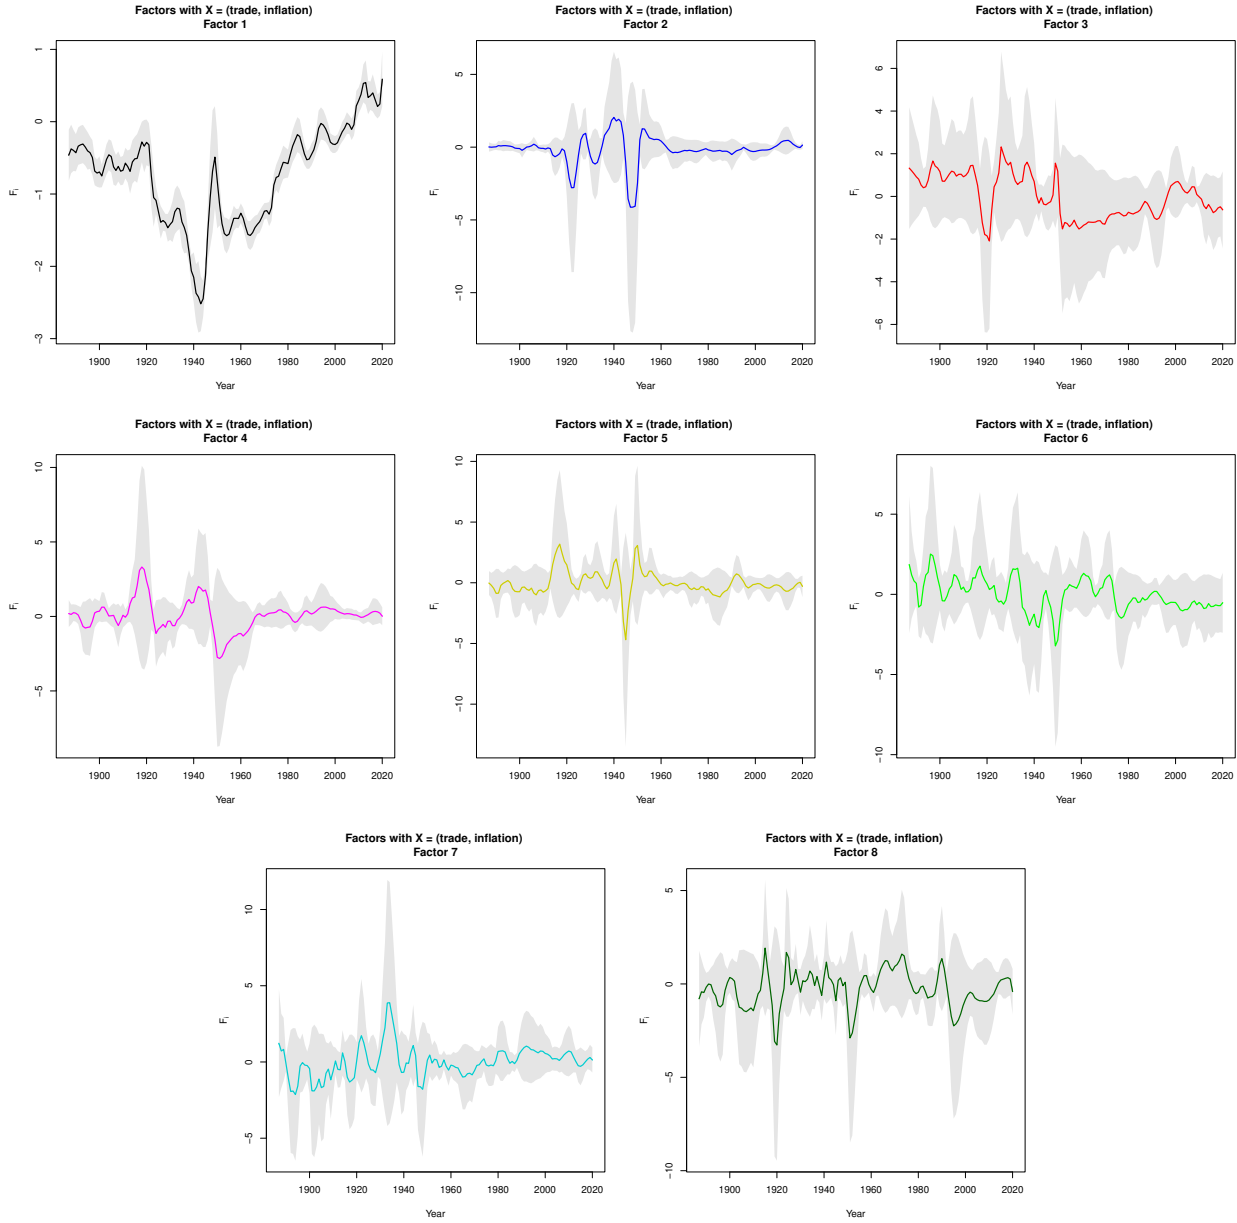 Factors with X = (trade, inflation)
Factor 1
1
0
−1
−2
−3
Fi
1900 1920 1940 1960 1980 2000 2020
Year
Factors with X = (trade, inflation)
Factor 2
5
0
−5
−10
Fi
1900 1920 1940 1960 1980 2000 2020
Year
Factors with X = (trade, inflation)
Factor 3
6
4
2
0
−2
−4
−6
Fi
1900 1920 1940 1960 1980 2000 2020
Year
Factors with X = (trade, inflation)
Factor 4
10
5
0
−5
Fi
1900 1920 1940 1960 1980 2000 2020
Year
Factors with X = (trade, inflation)
Factor 5
10
5
0
−5
−10
Fi
1900 1920 1940 1960 1980 2000 2020
Year
Factors with X = (trade, inflation)
Factor 6
5
0
−5
−10
Fi
1900 1920 1940 1960 1980 2000 2020
Year
Factors with X = (trade, inflation)
Factor 7
10
5
0
−5
Fi
1900 1920 1940 1960 1980 2000 2020
Year
Factors with X = (trade, inflation)
Factor 8
5
0
−5
−10
Fi
1900 1920 1940 1960 1980 2000 2020
Year